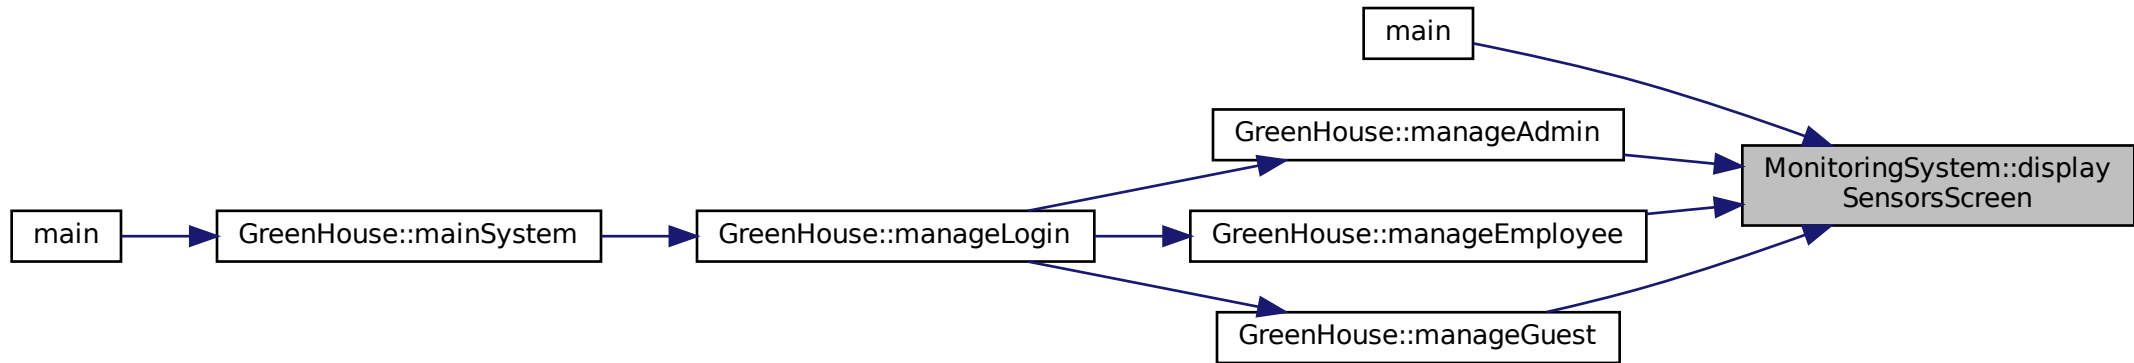 main
GreenHouse::manageAdmin
MonitoringSystem::display
SensorsScreen
main
GreenHouse::mainSystem
GreenHouse::manageLogin
GreenHouse::manageEmployee
GreenHouse::manageGuest